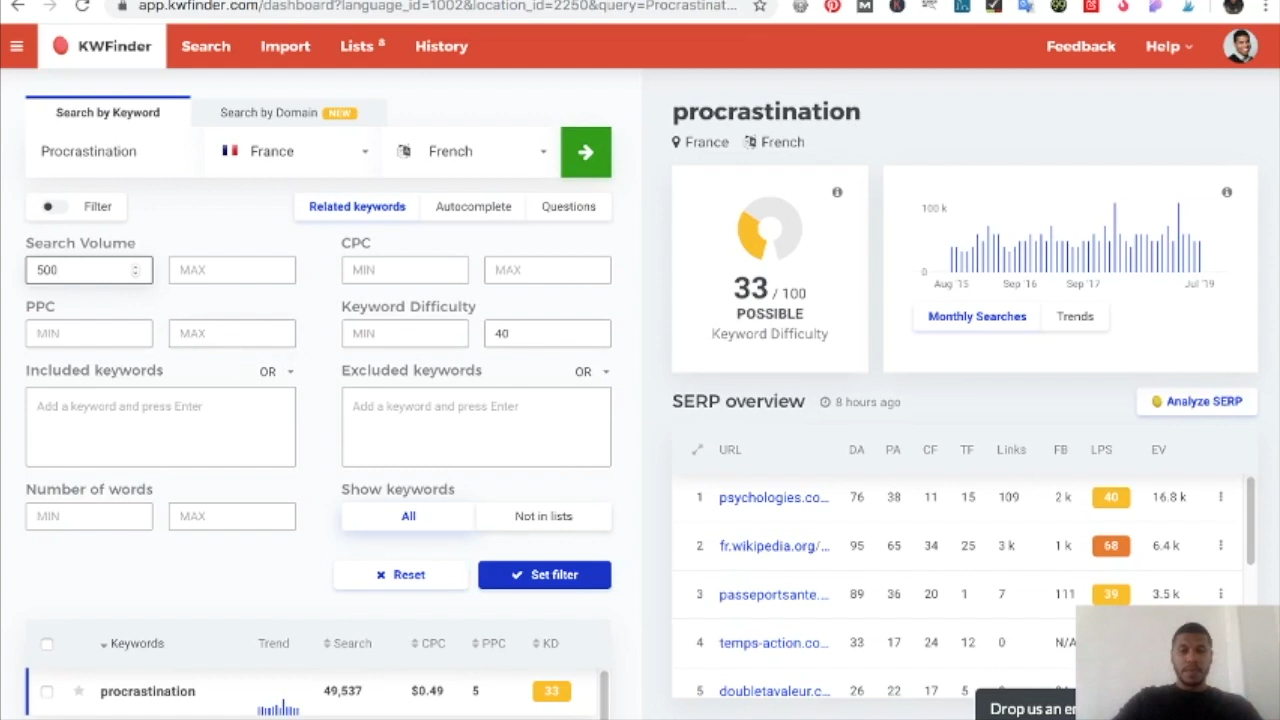 app.kwfinder.com/dashboard?language_id=1002&location_id=2250&query=Procrastinat...
KWFinder Search Import Lists 8 History Feedback Help
Search by Keyword Search by Domain NEW
Procrastination France French
Filter Related keywords Autocomplete Questions
Search Volume CPC
500 MAX MIN MAX
PPC Keyword Difficulty
MIN MAX MIN 40
Included keywords OR Excluded keywords OR
Add a keyword and press Enter Add a keyword and press Enter
Number of words Show keywords
MIN MAX All Not in lists
Reset Set filter
Keywords Trend Search CPC PPC KD
procrastination 49,537 $0.49 5 33
procrastination
France French
33 / 100
POSSIBLE
Keyword Difficulty
100 k
0
Aug '15 Sep '16 Sep '17 Jul '19
Monthly Searches Trends
SERP overview 8 hours ago Analyze SERP
URL DA PA CF TF Links FB LPS EV
1 psychologies.co... 76 38 11 15 109 2 k 40 16.8 k
2 fr.wikipedia.org/... 95 65 34 25 3 k 1 k 68 6.4 k
3 passeportsante.... 89 36 20 1 7 111 39 3.5 k
4 temps-action.co... 33 17 24 12 0 N/A
5 doubletavaleur.c... 26 22 17 5
Drop us an